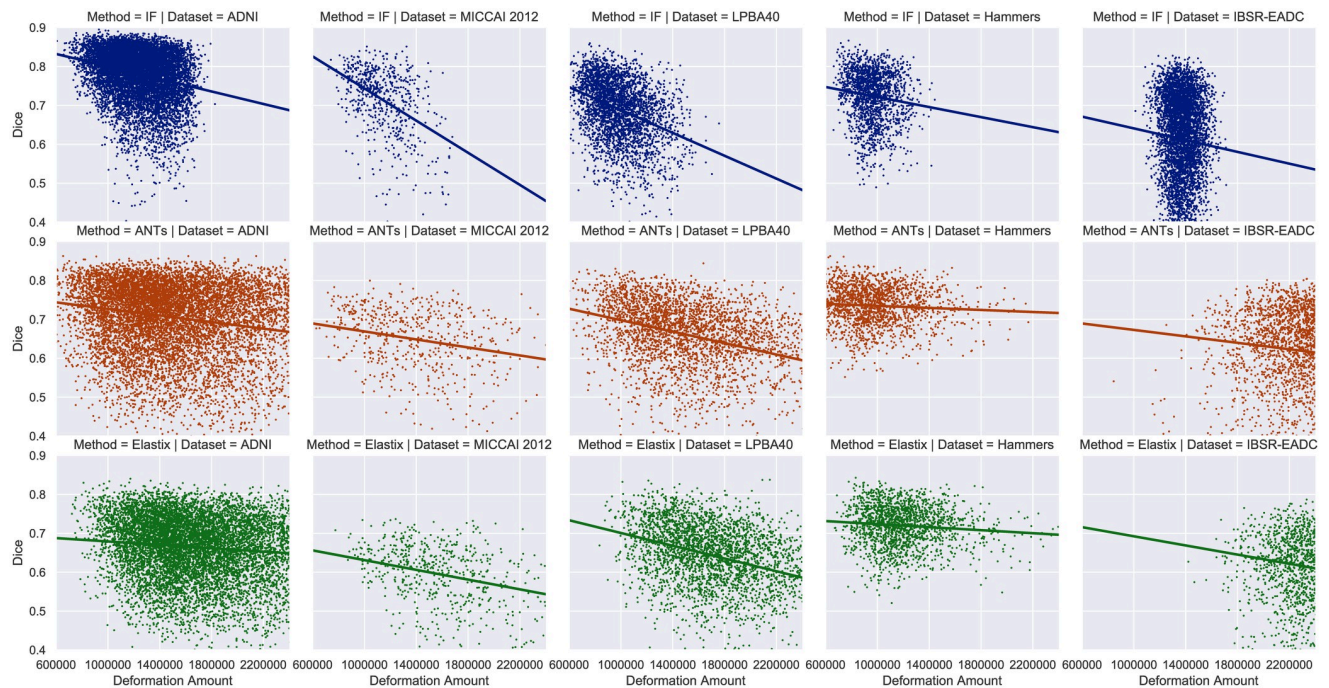 Method = IF | Dataset = ADNI
Method = IF | Dataset = MICCAI 2012
Method = IF | Dataset = LPBA40
Method = IF | Dataset = Hammers
Method = IF | Dataset = IBSR-EADC
0.9
0.8
0.7
0.6
0.5
0.4
Dice
Method = ANTs | Dataset = ADNI
Method = ANTs | Dataset = MICCAI 2012
Method = ANTs | Dataset = LPBA40
Method = ANTs | Dataset = Hammers
Method = ANTs | Dataset = IBSR-EADC
0.9
0.8
0.7
0.6
0.5
0.4
Dice
Method = Elastix | Dataset = ADNI
Method = Elastix | Dataset = MICCAI 2012
Method = Elastix | Dataset = LPBA40
Method = Elastix | Dataset = Hammers
Method = Elastix | Dataset = IBSR-EADC
0.9
0.8
0.7
0.6
0.5
0.4
Dice
600000 1000000 1400000 1800000 2200000
600000 1000000 1400000 1800000 2200000
600000 1000000 1400000 1800000 2200000
600000 1000000 1400000 1800000 2200000
600000 1000000 1400000 1800000 2200000
Deformation Amount
Deformation Amount
Deformation Amount
Deformation Amount
Deformation Amount